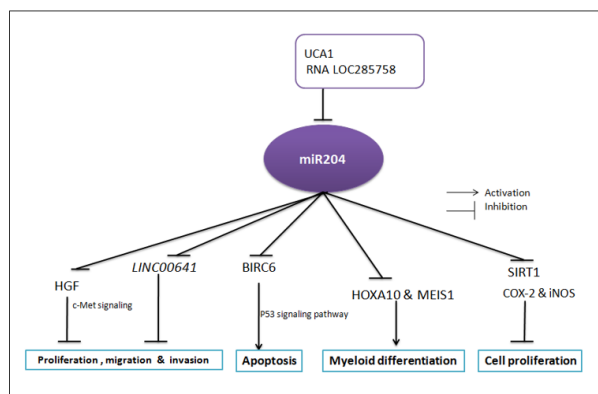 UCA1
RNA LOC285758
miR204
Activation
Inhibition
HGF
LINC00641
BIRC6
HOXA10 & MEIS1
SIRT1
COX-2 & iNOS
c-Met signaling
P53 signaling pathway
Proliferation , migration & invasion
Apoptosis
Myeloid differentiation
Cell proliferation